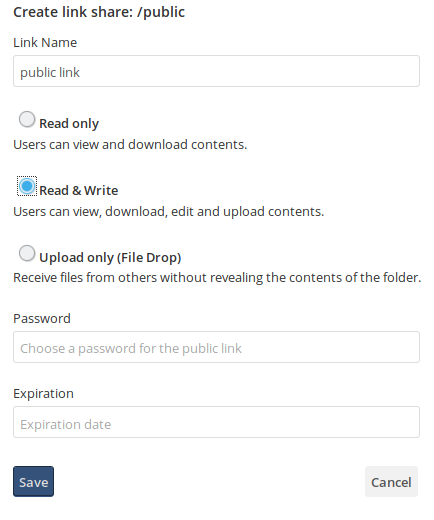 Create link share: /public
Link Name
public link
Read only
Users can view and download contents.
Read & Write
Users can view, download, edit and upload contents.
Upload only (File Drop)
Receive files from others without revealing the contents of the folder.
Password
Choose a password for the public link
Expiration
Expiration date
Save Cancel